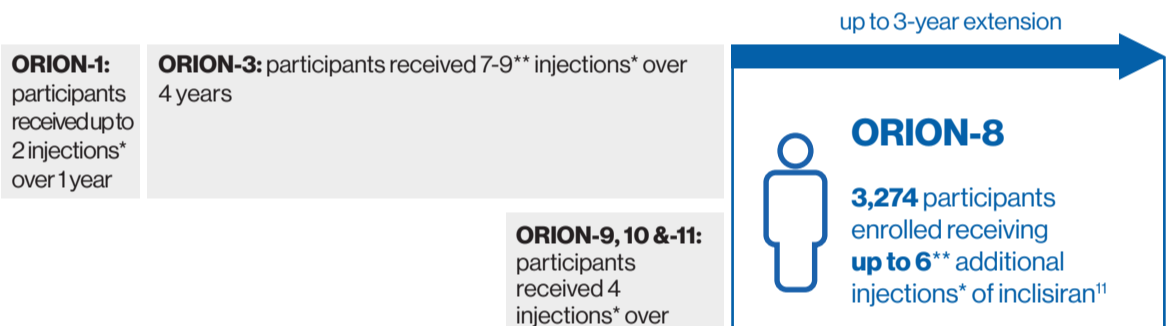 up to 3-year extension
ORION-1:
participants
received up to
2 injections*
over 1 year
ORION-3: participants received 7-9** injections* over
4 years
ORION-9, 10 &-11:
participants
received 4
injections* over
ORION-8
3,274 participants
enrolled receiving
up to 6** additional
injections* of inclisiran¹¹